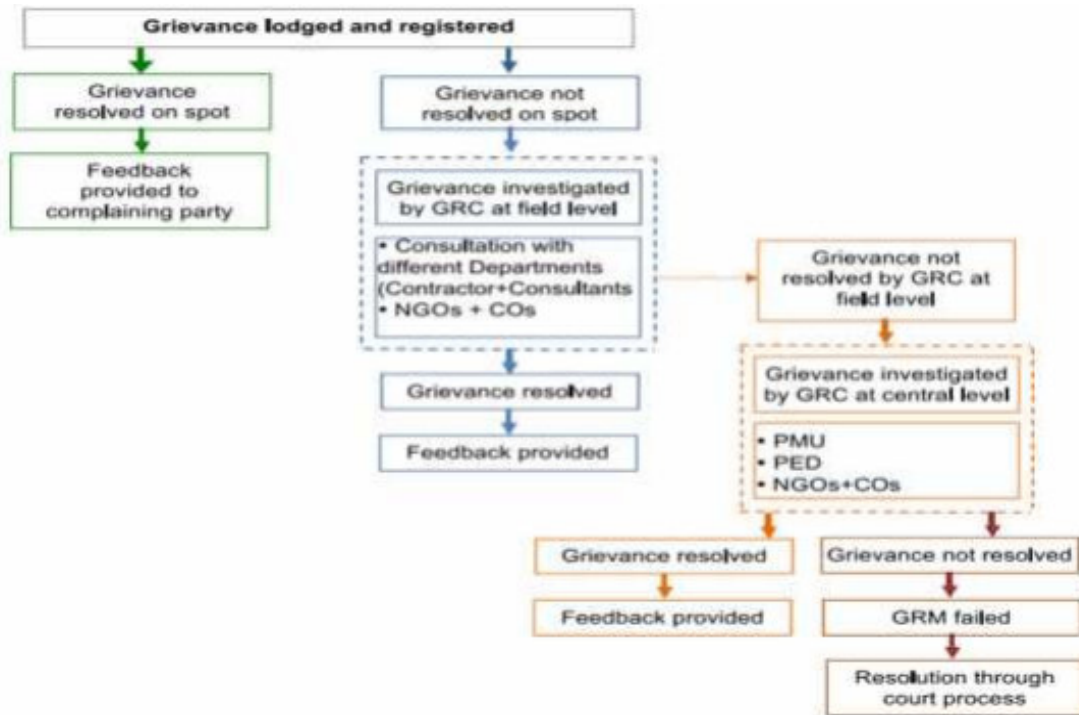 Grievance lodged and registered
Grievance
resolved on spot
Feedback
provided to
complaining party
Grievance not
resolved on spot
Grievance investigated
by GRC at field level
• Consultation with
different Departments
(Contractor+Consultants
• NGOs + COs
Grievance resolved
Feedback provided
Grievance not
resolved by GRC at
field level
Grievance investigated
by GRC at central level
• PMU
• PED
• NGOs+COs
Grievance resolved
Feedback provided
Grievance not resolved
GRM failed
Resolution through
court process